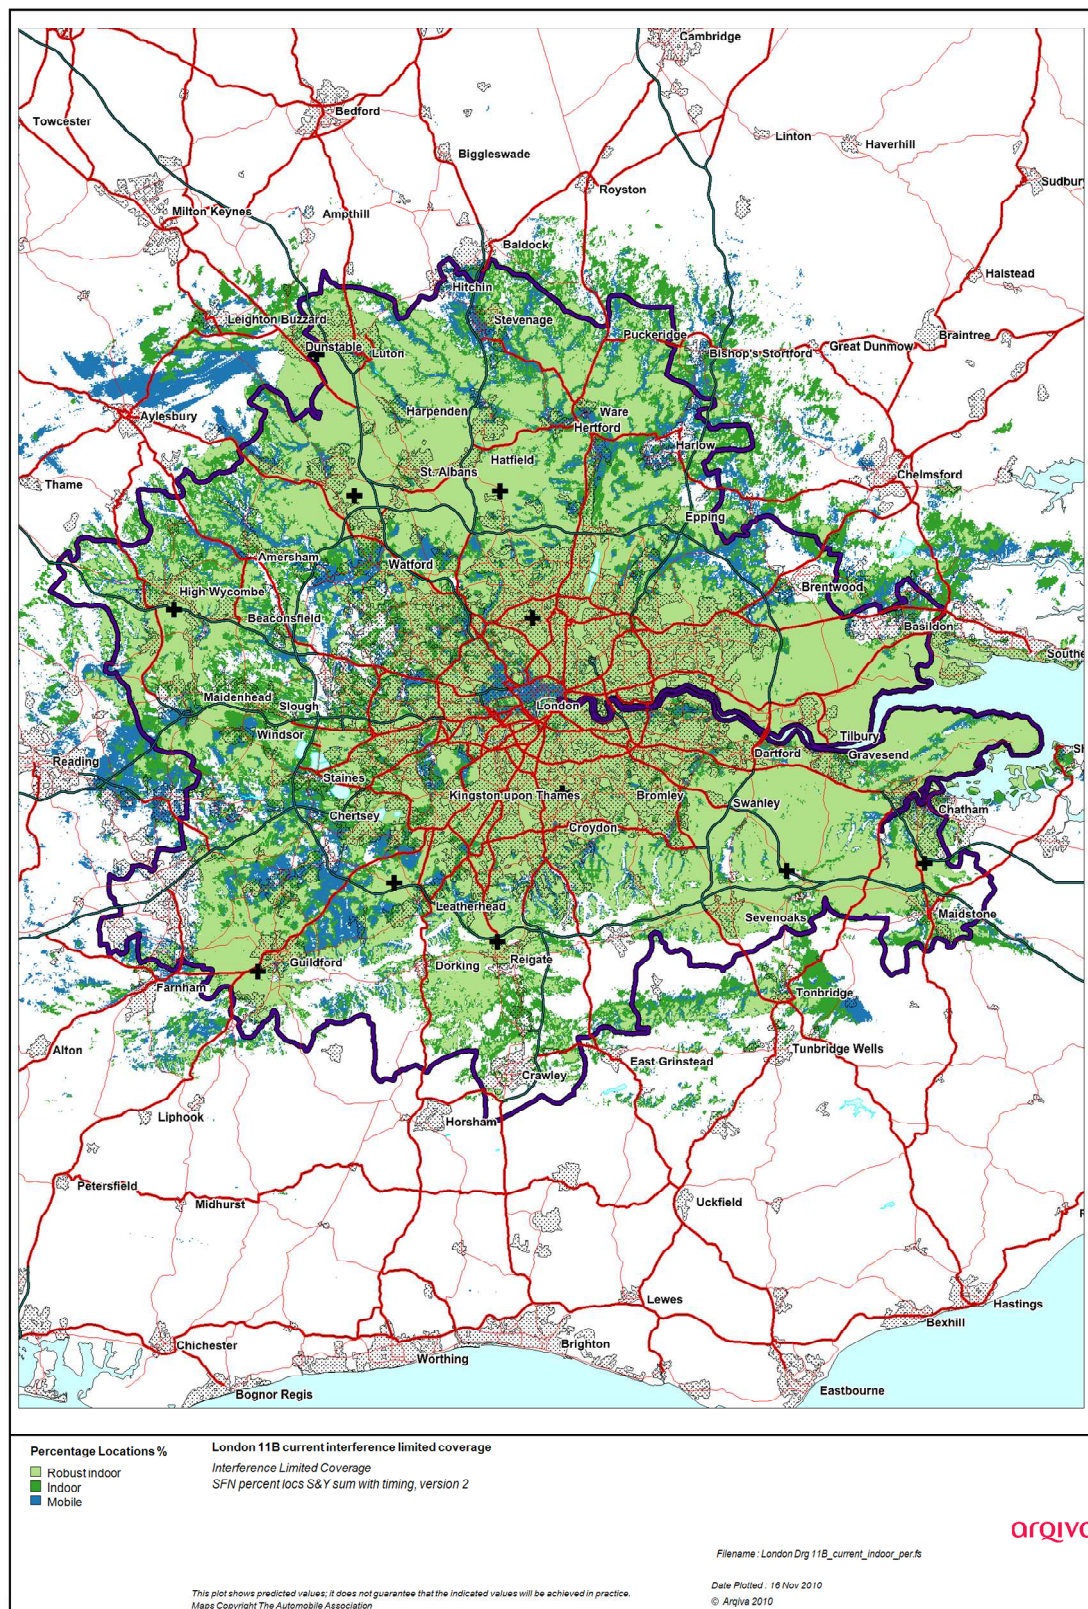 Cambridge
Towcester
Bedford
Linton
Haverhill
Biggleswade
Royston
Sudbury
Milton Keynes
Ampthill
Baldock
Halstead
Hitchin
Leighton Buzzard
Stevenage
Puckeridge
Braintree
Dunstable
Luton
Bishop's Stortford
Great Dunmow
Aylesbury
Harpenden
Ware
Hertford
Harlow
Hatfield
St. Albans
Thame
Chelmsford
Epping
Amersham
Watford
High Wycombe
Brentwood
Beaconsfield
Basildon
Southe
Maidenhead
Slough
London
Windsor
Tilbury
Reading
Dartford
Gravesend
Sh
Staines
Kingston upon Thames
Bromley
Swanley
Chatham
Chertsey
Croydon
Leatherhead
Sevenoaks
Maidstone
Guildford
Dorking
Reigate
Farnham
Tonbridge
Alton
East Grinstead
Tunbridge Wells
Crawley
Liphook
Horsham
Petersfield
Midhurst
Uckfield
Lewes
Hastings
Bexhill
Chichester
Brighton
Worthing
Bognor Regis
Eastbourne
Percentage Locations %
Robust indoor
Indoor
Mobile
London 11B current interference limited coverage
Interference Limited Coverage
SFN percent locs S&Y sum with timing, version 2
arqiva
Filename : London Drg 11B_current_indoor_per.fs
Date Plotted : 16 Nov 2010
© Arqiva 2010
This plot shows predicted values; it does not guarantee that the indicated values will be achieved in practice.
Maps Copyright The Automobile Association